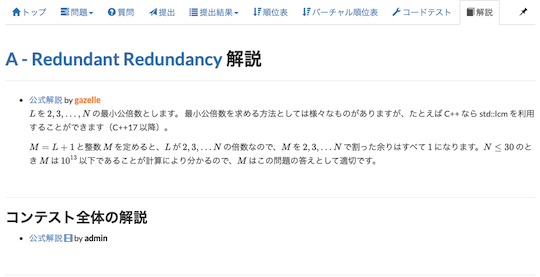 トップ 問題 質問 提出 提出結果 順位表 バーチャル順位表 コードテスト 解説
A - Redundant Redundancy 解説
公式解説 by gazelle
L を 2, 3, . . . , N の最小公倍数とします。 最小公倍数を求める方法としては様々なものがありますが、たとえば C++ なら std::lcm を利用
することができます（C++17 以降）。
M = L + 1 と整数 M を定めると、L が 2, 3, . . . N の倍数なので、M を 2, 3, . . . N で割った余りはすべて 1 になります。N ≤ 30 のと
き M は 10¹³ 以下であることが計算により分かるので、M はこの問題の答えとして適切です。
コンテスト全体の解説
公式解説 by admin